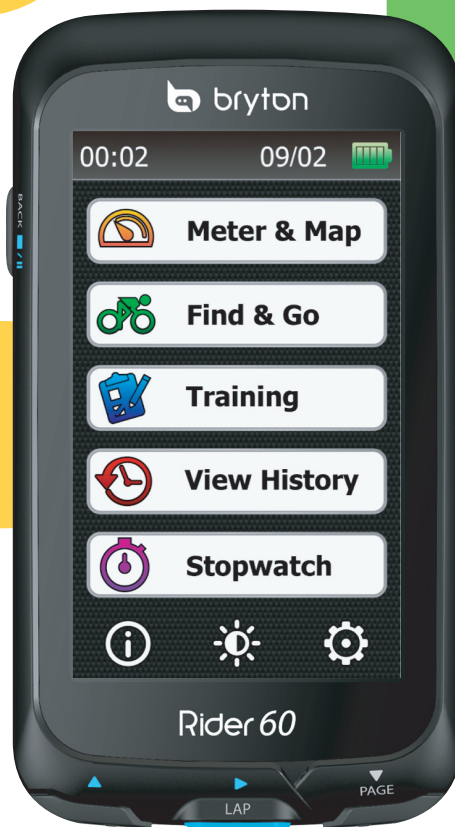 bryton
00:02 09/02
BACK
Meter & Map
Find & Go
Training
View History
Stopwatch
Rider 60
PAGE
LAP